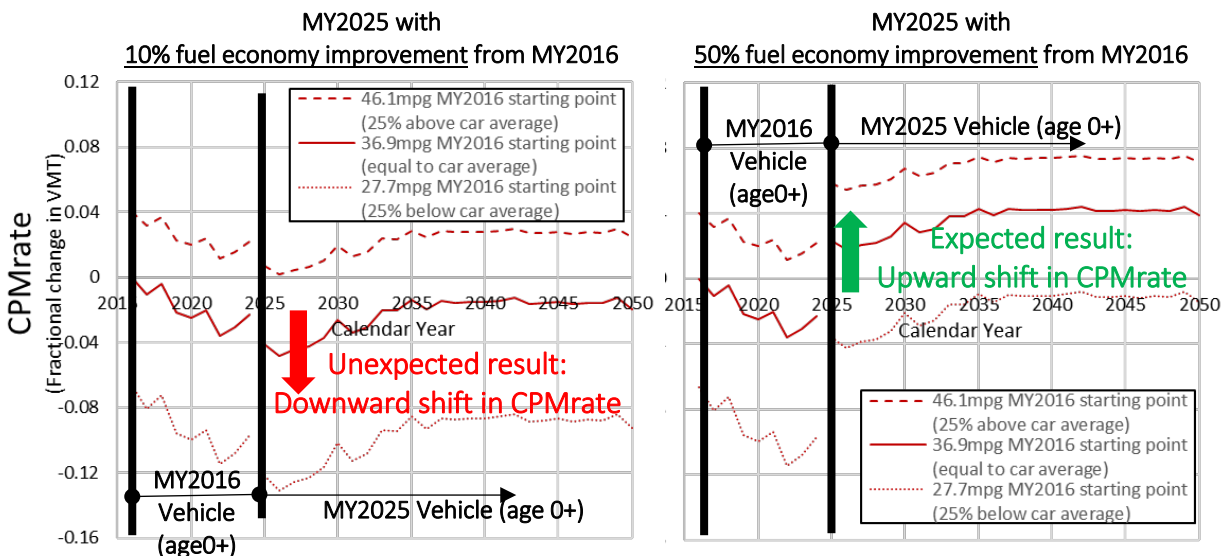 MY2025 with
10% fuel economy improvement from MY2016
CPMrate
(Fractional change in VMT)
0.12
0.08
0.04
0
-0.04
-0.08
-0.12
-0.16
46.1mpg MY2016 starting point
(25% above car average)
36.9mpg MY2016 starting point
(equal to car average)
27.7mpg MY2016 starting point
(25% below car average)
2015 2020 2025 2030 2035 2040 2045 2050
Calendar Year
Unexpected result:
Downward shift in CPMrate
MY2016
Vehicle
(age0+)
MY2025 Vehicle (age 0+)
MY2025 with
50% fuel economy improvement from MY2016
MY2016
Vehicle
(age0+)
MY2025 Vehicle (age 0+)
Expected result:
Upward shift in CPMrate
2015 2020 2025 2030 2035 2040 2045 2050
Calendar Year
46.1mpg MY2016 starting point
(25% above car average)
36.9mpg MY2016 starting point
(equal to car average)
27.7mpg MY2016 starting point
(25% below car average)